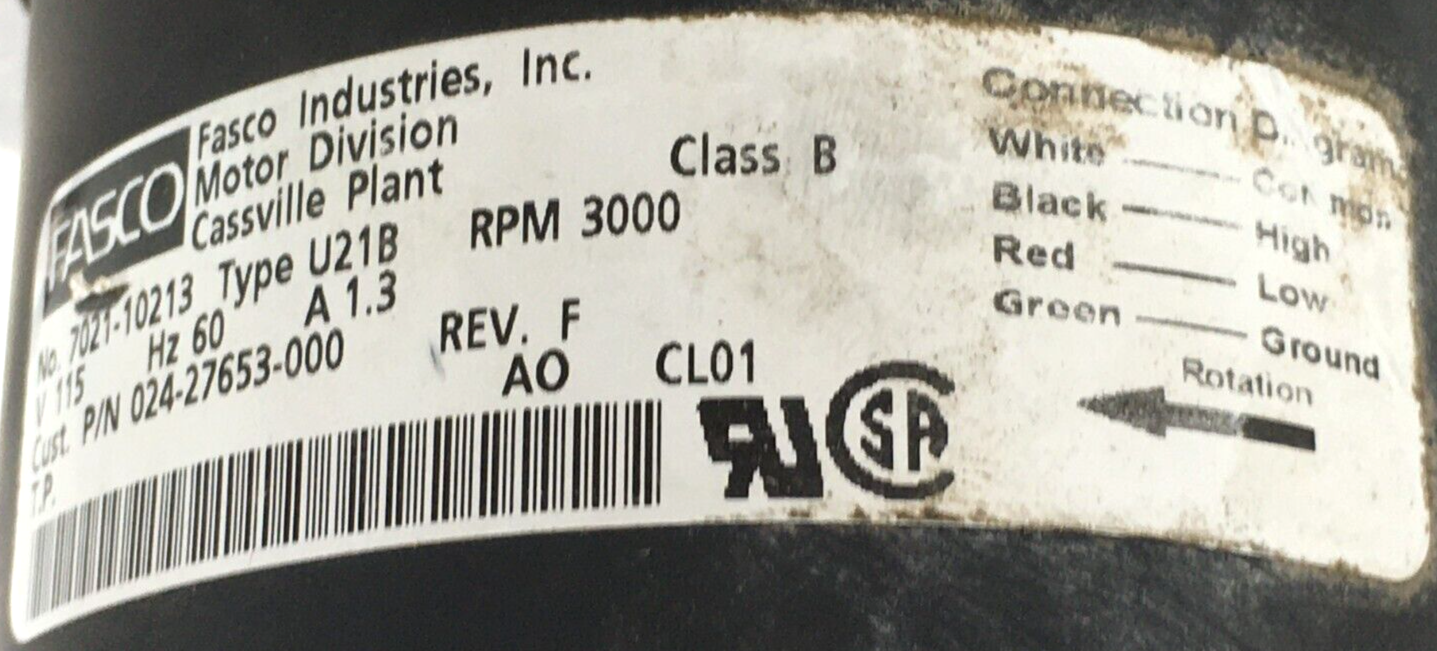 FASCO
Fasco Industries, Inc.
Motor Division
Cassville Plant
No. 7021-10213 Type U21B RPM 3000 Class B
V 115 Hz 60 A 1.3
Cust. P/N 024-27653-000 REV. F
T.P. AO CL01
Connection
White Common
Black High
Red Low
Green Ground
Rotation